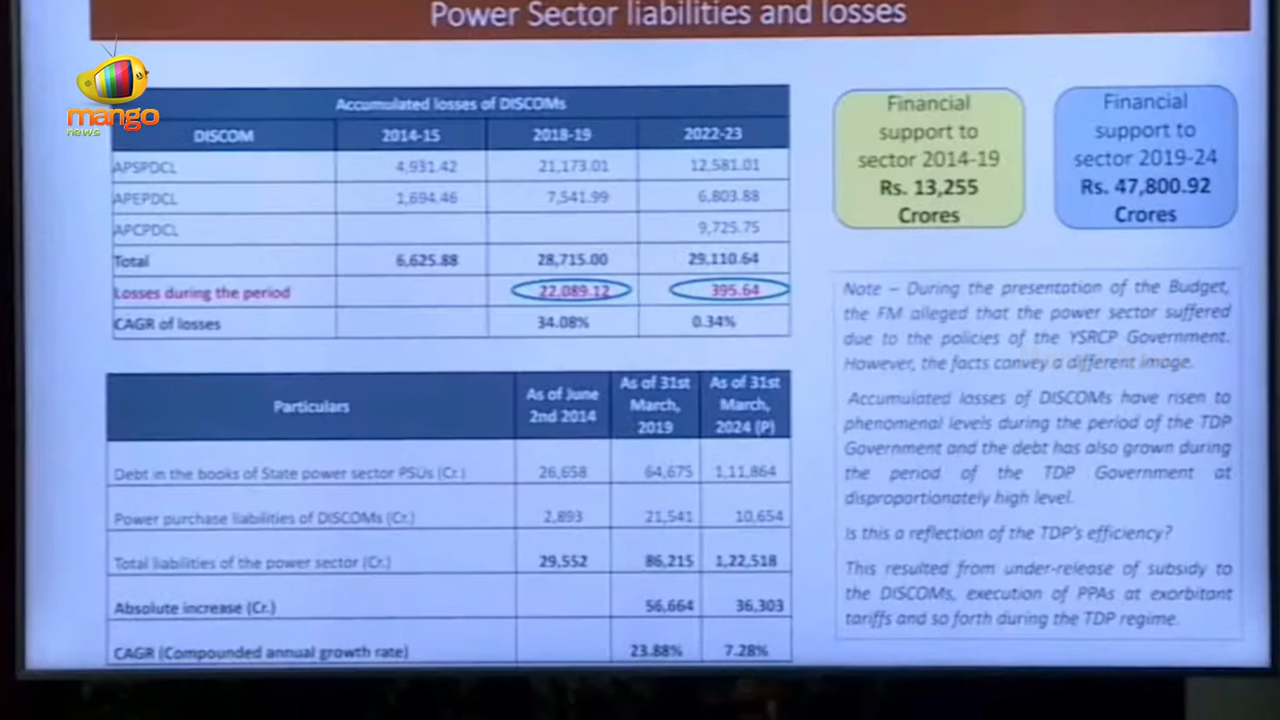 Power Sector liabilities and losses
mango
news
Accumulated losses of DISCOMs
DISCOM 2014-15 2018-19 2022-23
APSPDCL 4,931.42 21,173.01 12,581.01
APEPDCL 1,694.46 7,541.99 6,803.88
APCPDCL 9,725.75
Total 6,625.88 28,715.00 29,110.64
Losses during the period 22,089.12 395.64
CAGR of losses 34.08% 0.34%
Financial
support to
sector 2014-19
Rs. 13,255
Crores
Financial
support to
sector 2019-24
Rs. 47,800.92
Crores
Particulars As of June 2nd 2014 As of 31st March, 2019 As of 31st March, 2024 (P)
Debt in the books of State power sector PSUs (Cr.) 26,658 64,675 1,11,864
Power purchase liabilities of DISCOMs (Cr.) 2,893 21,541 10,654
Total liabilities of the power sector (Cr.) 29,552 86,215 1,22,518
Absolute increase (Cr.) 56,664 36,303
CAGR (Compounded annual growth rate) 23.88% 7.28%
Note – During the presentation of the Budget,
the FM alleged that the power sector suffered
due to the policies of the YSRCP Government.
However, the facts convey a different image.
Accumulated losses of DISCOMs have risen to
phenomenal levels during the period of the TDP
Government and the debt has also grown during
the period of the TDP Government at
disproportionately high level.
Is this a reflection of the TDP's efficiency?
This resulted from under-release of subsidy to
the DISCOMs, execution of PPAs at exorbitant
tariffs and so forth during the TDP regime.